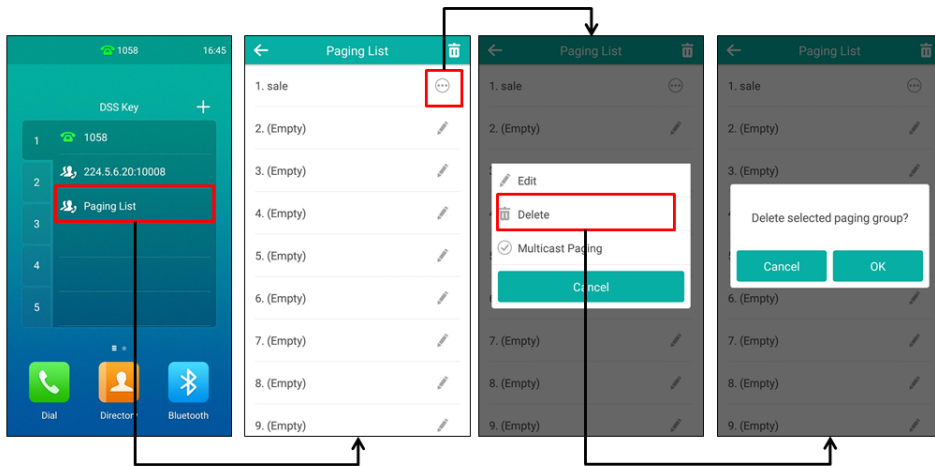 1058 16:45
DSS Key +
1 1058
2 224.5.6.20:10008
Paging List
3
4
5
Dial Directory Bluetooth
Paging List
1. sale
2. (Empty)
3. (Empty)
4. (Empty)
5. (Empty)
6. (Empty)
7. (Empty)
8. (Empty)
9. (Empty)
Paging List
1. sale
2. (Empty)
Edit
Delete
Multicast Paging
Cancel
7. (Empty)
8. (Empty)
9. (Empty)
Paging List
1. sale
2. (Empty)
3. (Empty)
Delete selected paging group?
Cancel OK
6. (Empty)
7. (Empty)
8. (Empty)
9. (Empty)